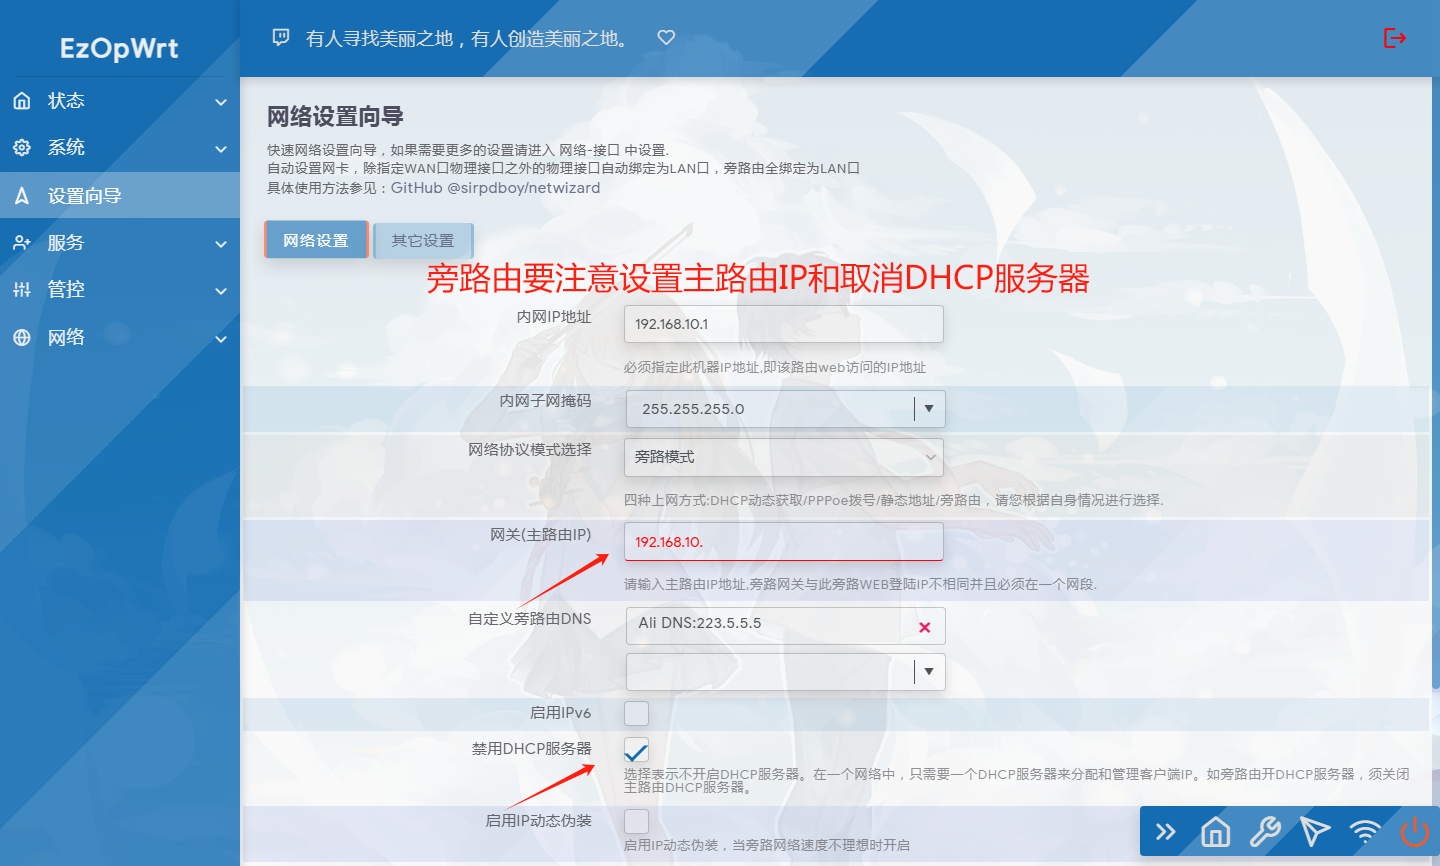 EzOpWrt
有人寻找美丽之地，有人创造美丽之地。
状态
系统
设置向导
服务
管控
网络
网络设置向导
快速网络设置向导，如果需要更多的设置请进入 网络-接口 中设置.
自动设置网卡，除指定WAN口物理接口之外的物理接口自动绑定为LAN口，旁路由全绑定为LAN口
具体使用方法参见：GitHub @sirpdboy/netwizard
网络设置
其它设置
旁路由要注意设置主路由IP和取消DHCP服务器
内网IP地址
192.168.10.1
必须指定此机器IP地址,即该路由web访问的IP地址
内网子网掩码
255.255.255.0
网络协议模式选择
旁路模式
四种上网方式:DHCP动态获取/PPPoe拨号/静态地址/旁路由，请您根据自身情况进行选择.
网关(主路由IP)
192.168.10.
请输入主路由IP地址.旁路网关与此旁路WEB登陆IP不相同并且必须在一个网段.
自定义旁路由DNS
Ali DNS:223.5.5.5
启用IPv6
禁用DHCP服务器
选择表示不开启DHCP服务器。在一个网络中，只需要一个DHCP服务器来分配和管理客户端IP。如旁路由开DHCP服务器，须关闭
主路由DHCP服务器。
启用IP动态伪装
启用IP动态伪装，当旁路网络速度不理想时开启